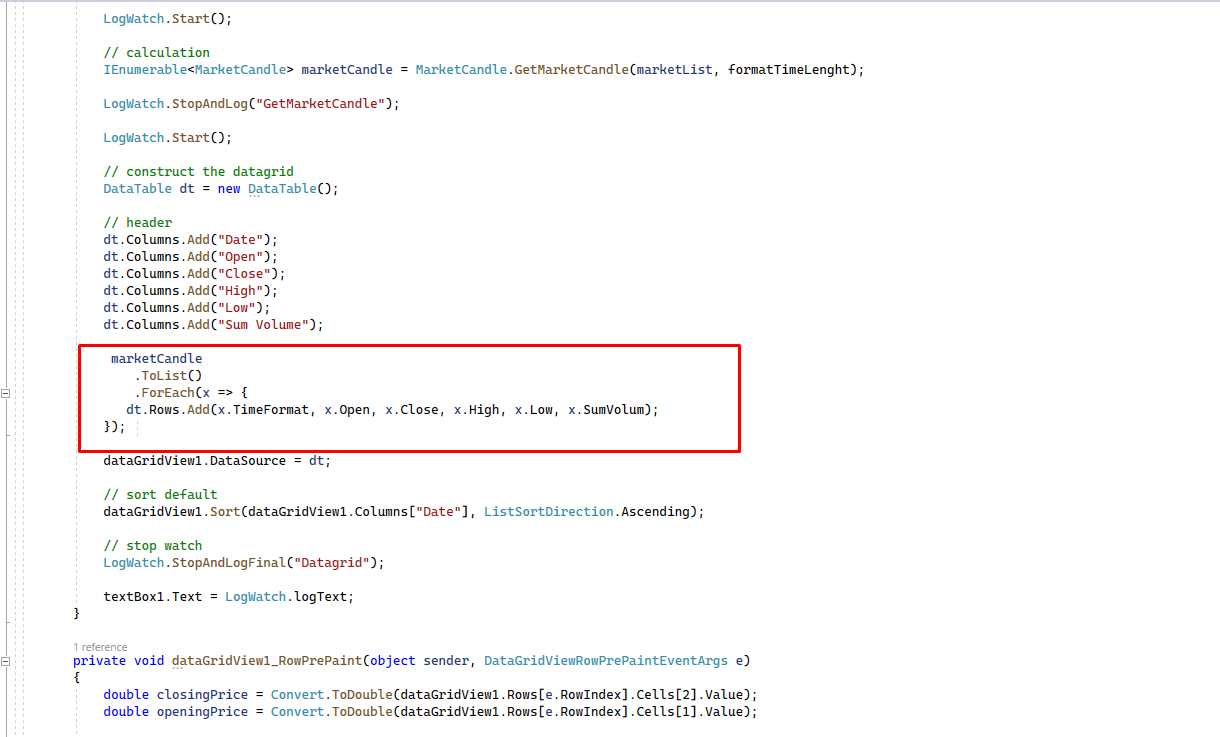 LogWatch.Start();
// calculation
IEnumerable<MarketCandle> marketCandle = MarketCandle.GetMarketCandle(marketList, formatTimeLenght);
LogWatch.StopAndLog("GetMarketCandle");
LogWatch.Start();
// construct the datagrid
DataTable dt = new DataTable();
// header
dt.Columns.Add("Date");
dt.Columns.Add("Open");
dt.Columns.Add("Close");
dt.Columns.Add("High");
dt.Columns.Add("Low");
dt.Columns.Add("Sum Volume");
marketCandle
.ToList()
.ForEach(x => {
dt.Rows.Add(x.TimeFormat, x.Open, x.Close, x.High, x.Low, x.SumVolum);
});
dataGridView1.DataSource = dt;
// sort default
dataGridView1.Sort(dataGridView1.Columns["Date"], ListSortDirection.Ascending);
// stop watch
LogWatch.StopAndLogFinal("Datagrid");
textBox1.Text = LogWatch.logText;
}
1 reference
private void dataGridView1_RowPrePaint(object sender, DataGridViewRowPrePaintEventArgs e)
{
double closingPrice = Convert.ToDouble(dataGridView1.Rows[e.RowIndex].Cells[2].Value);
double openingPrice = Convert.ToDouble(dataGridView1.Rows[e.RowIndex].Cells[1].Value);